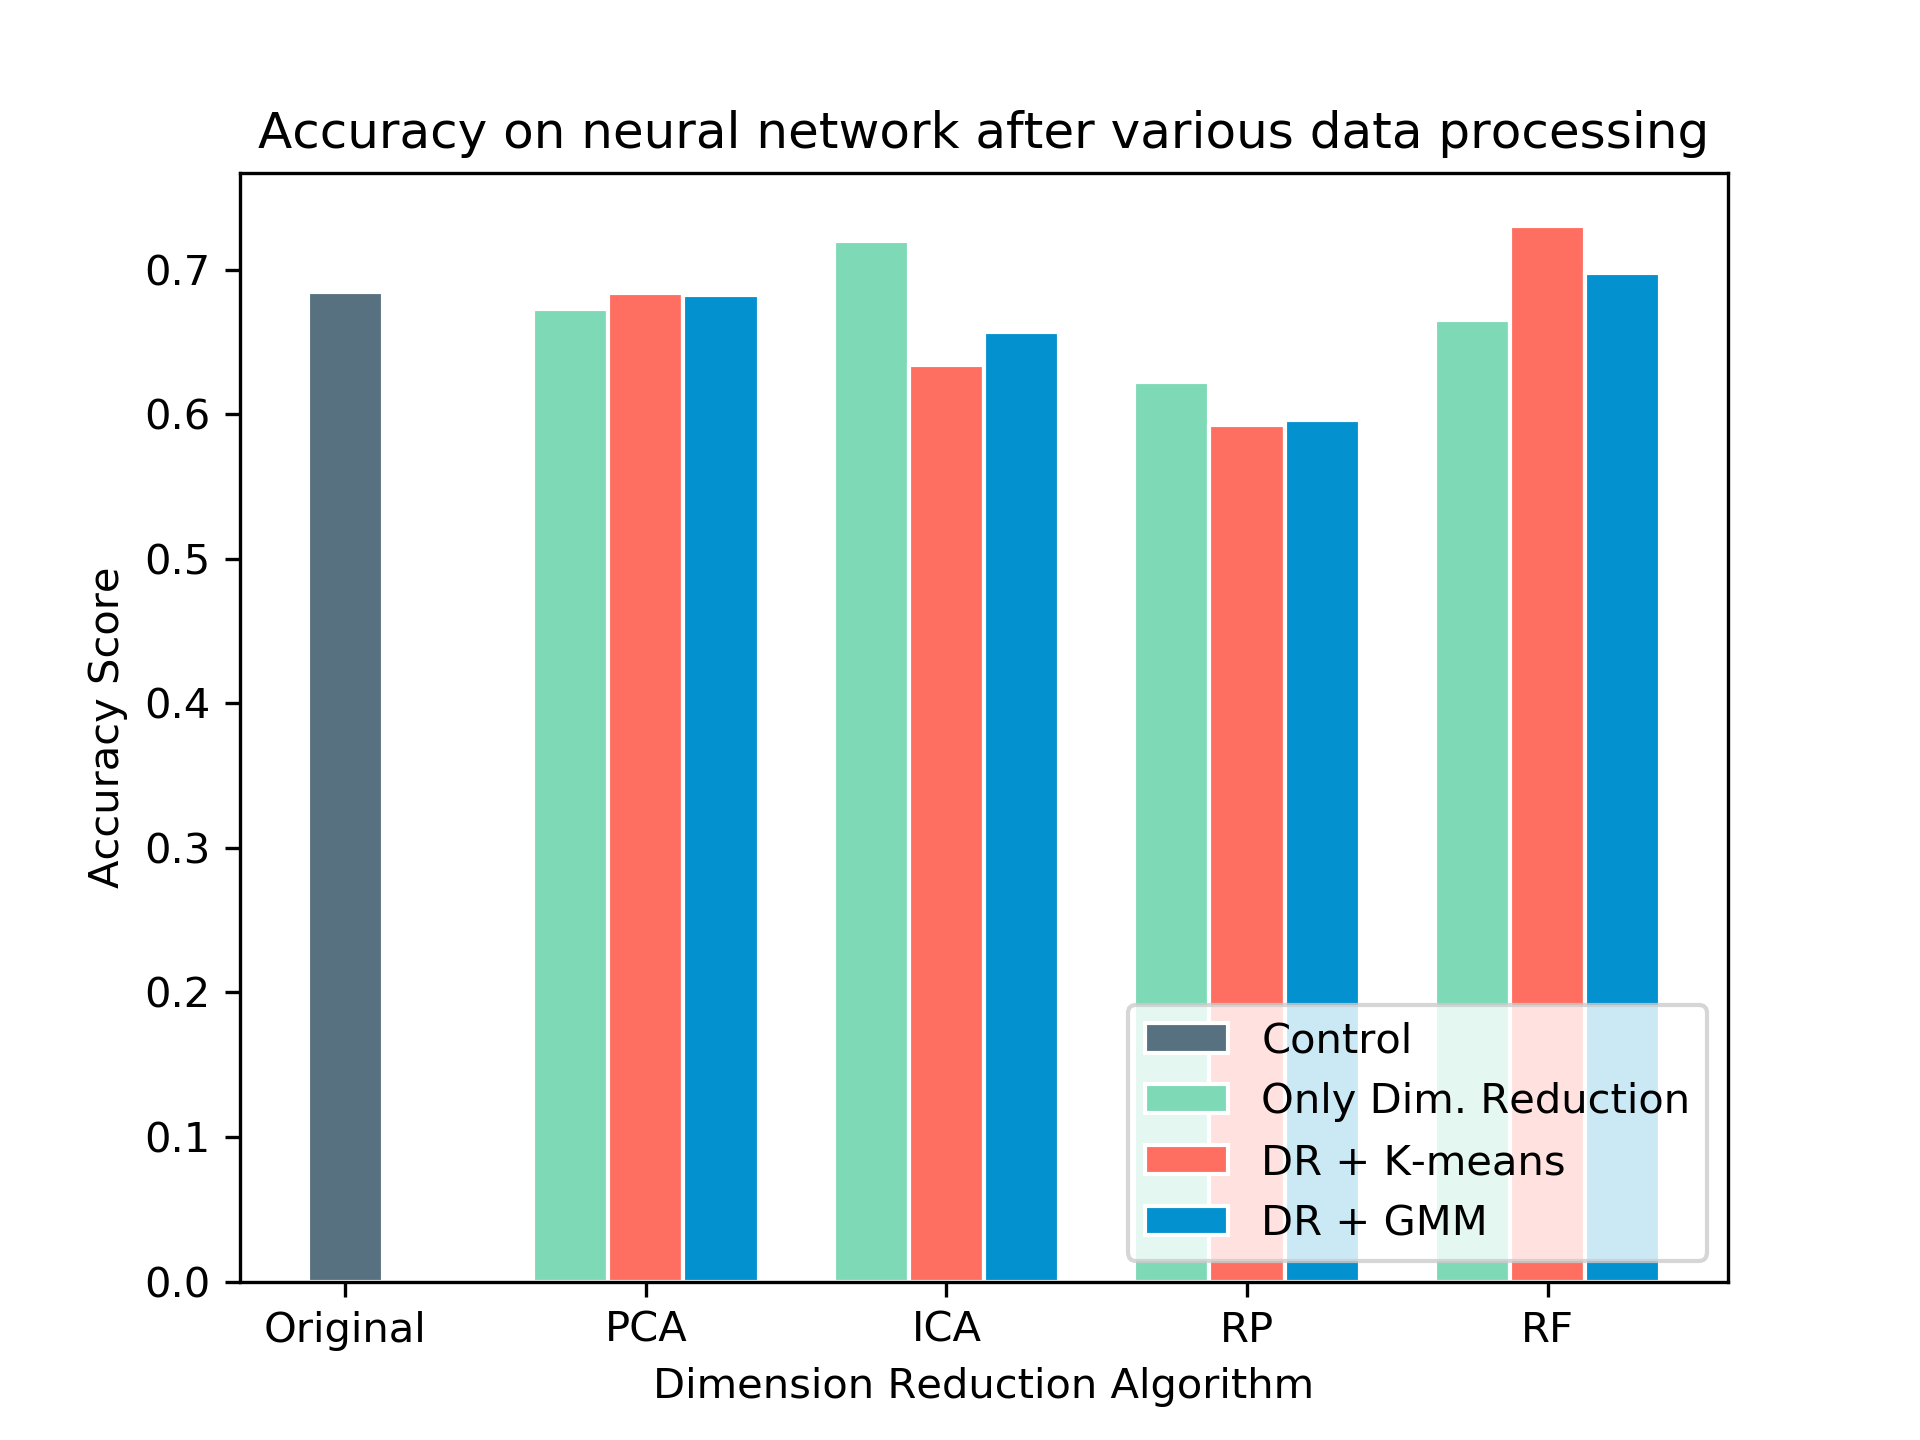 Accuracy on neural network after various data processing
Accuracy Score
0.7
0.6
0.5
0.4
0.3
0.2
0.1
0.0
Original PCA ICA RP RF
Dimension Reduction Algorithm
Control
Only Dim. Reduction
DR + K-means
DR + GMM